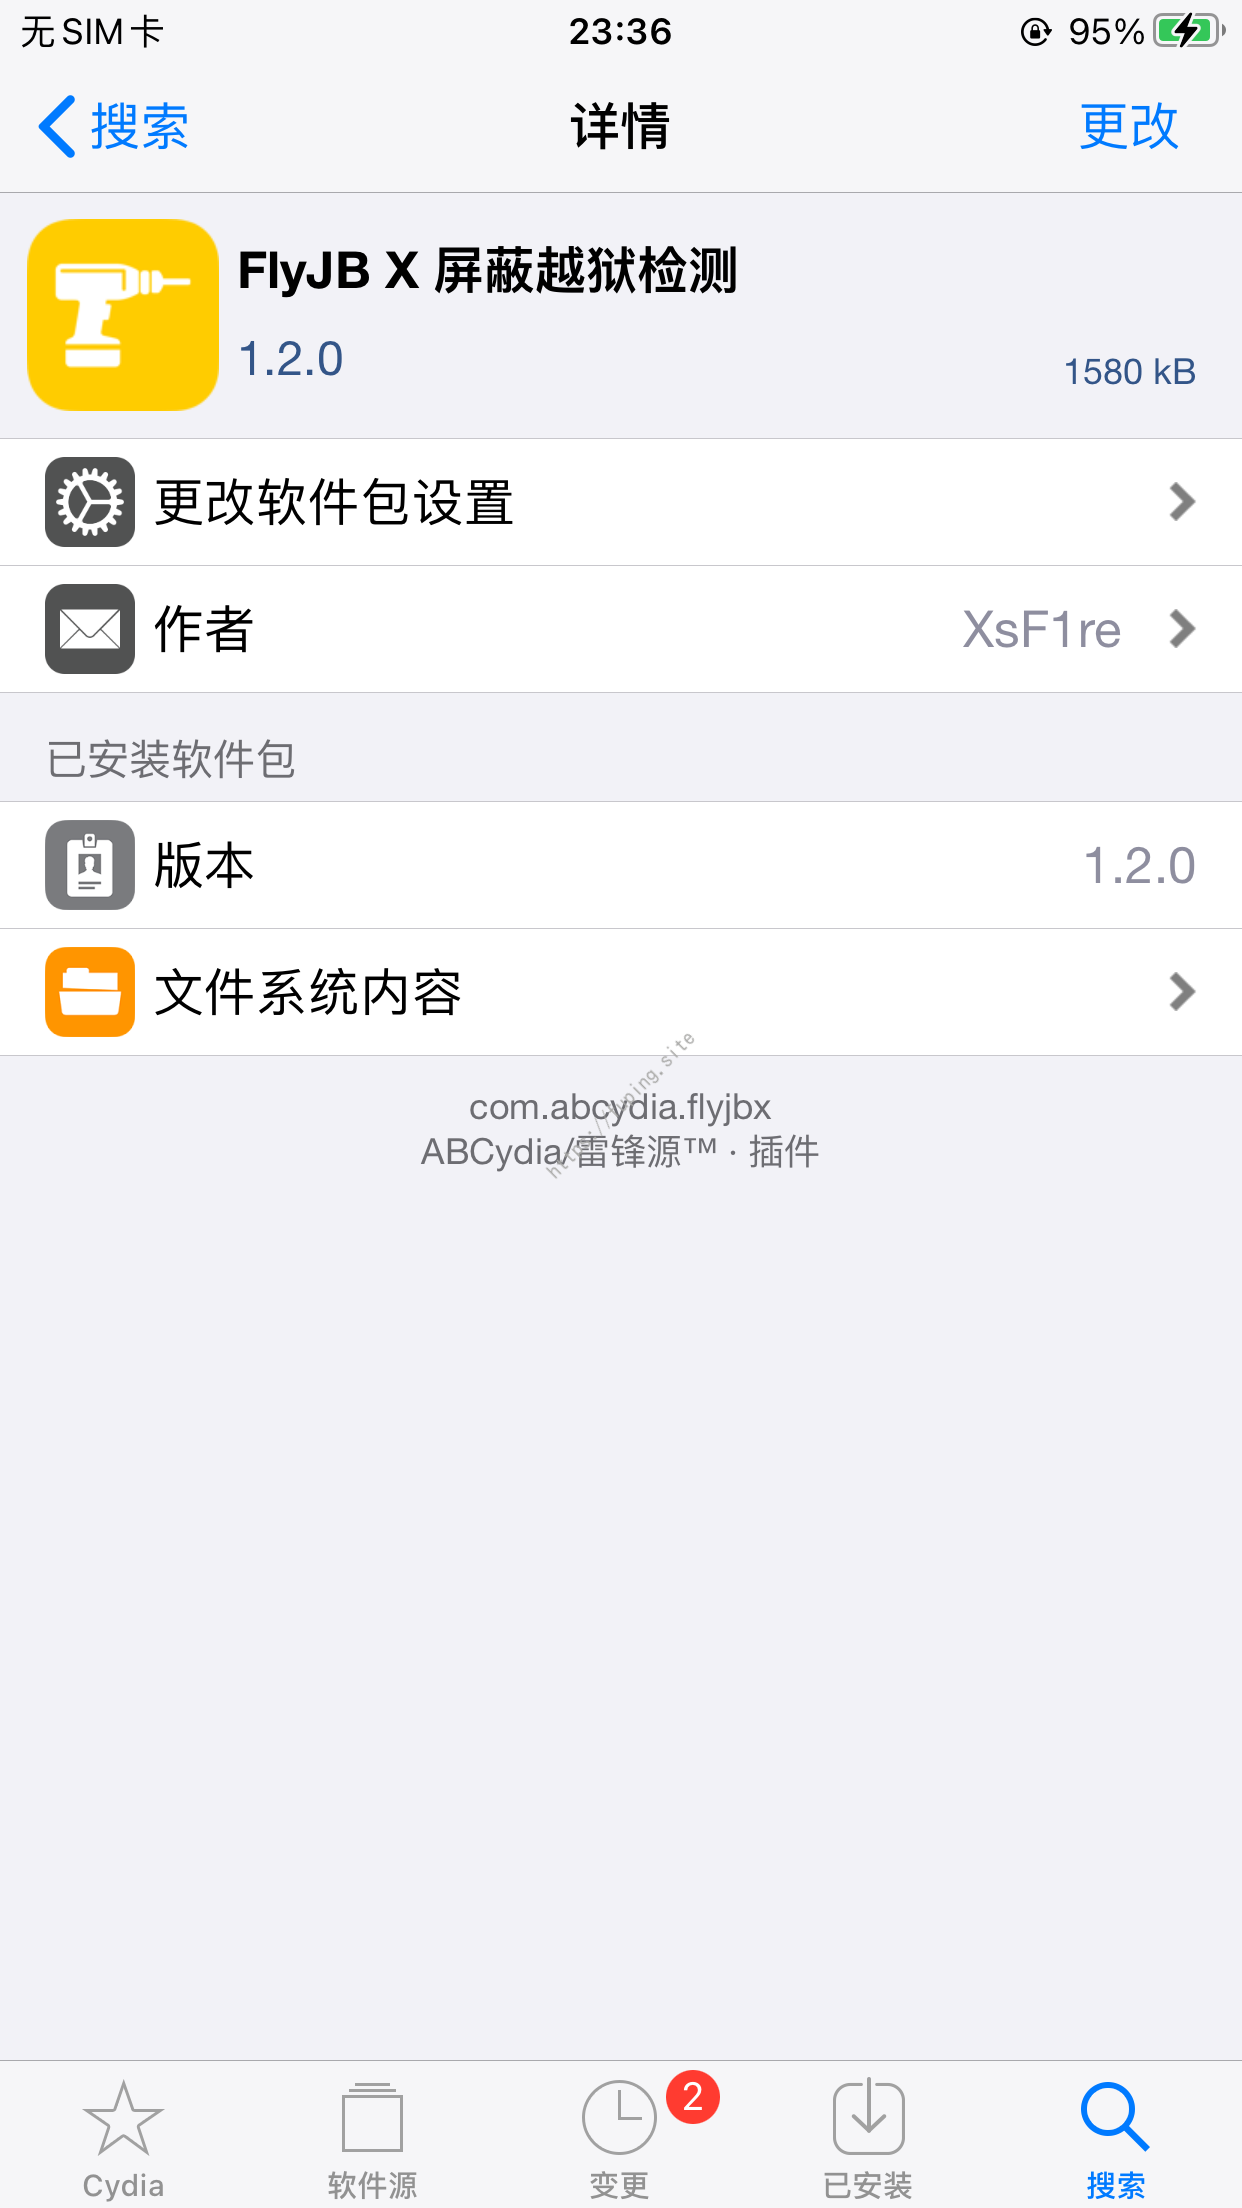 无SIM卡
23:36
95%
搜索
详情
更改
FlyJB X 屏蔽越狱检测
1.2.0
1580 kB
更改软件包设置
作者
XsF1re
已安装软件包
版本
1.2.0
文件系统内容
com.abcydia.flyjbx
ABCydia/雷锋源™ · 插件
Cydia
软件源
变更
2
已安装
搜索